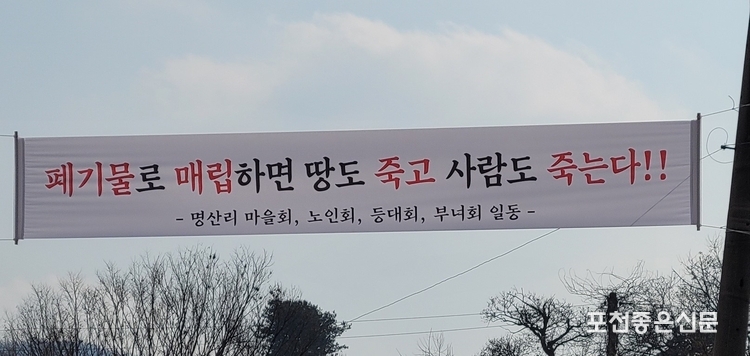 폐기물로 매립하면 땅도 죽고 사람도 죽는다!!
- 명산리 마을회, 노인회, 등대회, 부녀회 일동 -
포천좋은신문